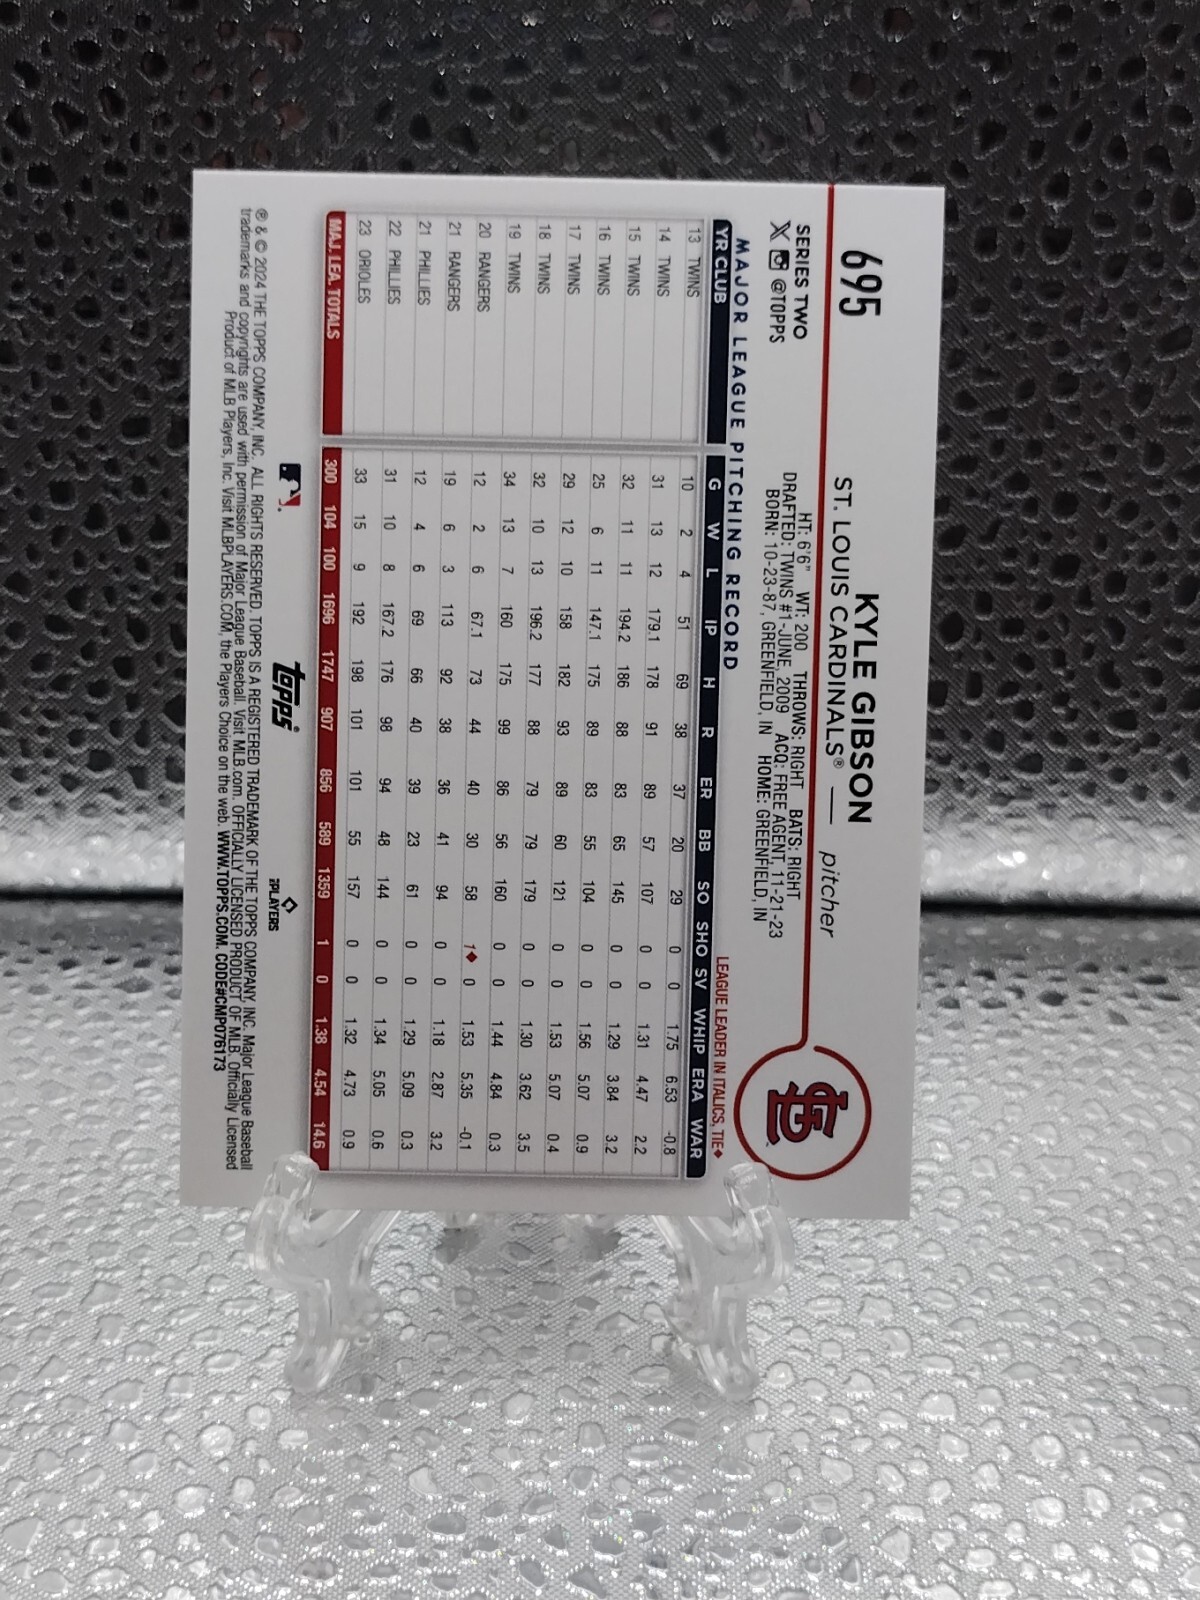 695
KYLE GIBSON
ST. LOUIS CARDINALS® — pitcher
SERIES TWO
@TOPPS
HT: 6'6" WT: 200 THROWS: RIGHT BATS: RIGHT
DRAFTED: TWINS #1-JUNE, 2009 ACQ: FREE AGENT, 11-21-23
BORN: 10-23-87, GREENFIELD, IN HOME: GREENFIELD, IN
STL
MAJOR LEAGUE PITCHING RECORD
LEAGUE LEADER IN ITALICS, TIE◆
YR CLUB G W L IP H R ER BB SO SHO SV WHIP ERA WAR
13 TWINS 10 2 4 51 69 38 37 20 29 0 0 1.75 6.53 -0.8
14 TWINS 31 13 12 179.1 178 91 89 57 107 0 0 1.31 4.47 2.2
15 TWINS 32 11 11 194.2 186 88 83 65 145 0 0 1.29 3.84 3.2
16 TWINS 25 6 11 147.1 175 89 83 55 104 0 0 1.56 5.07 0.9
17 TWINS 29 12 10 158 182 93 89 60 121 0 0 1.53 5.07 0.4
18 TWINS 32 10 13 196.2 177 88 79 79 179 0 0 1.30 3.62 3.5
19 TWINS 34 13 7 160 175 99 86 56 160 0 0 1.44 4.84 0.3
20 RANGERS 12 2 6 67.1 73 44 40 30 58 1◆ 0 1.53 5.35 -0.1
21 RANGERS 19 6 3 113 92 38 36 41 94 0 0 1.18 2.87 3.2
21 PHILLIES 12 4 6 69 66 40 39 23 61 0 0 1.29 5.09 0.3
22 PHILLIES 31 10 8 167.2 176 98 94 48 144 0 0 1.34 5.05 0.6
23 ORIOLES 33 15 9 192 198 101 101 55 157 0 0 1.32 4.73 0.9
MAJ. LEA. TOTALS 300 104 100 1696 1747 907 856 589 1359 1 0 1.38 4.54 14.6
topps®
PLAYERS
® & © 2024 THE TOPPS COMPANY, INC. ALL RIGHTS RESERVED. TOPPS IS A REGISTERED TRADEMARK OF THE TOPPS COMPANY, INC. Major League Baseball
trademarks and copyrights are used with permission of Major League Baseball. Visit MLB.com. OFFICIALLY LICENSED PRODUCT OF MLB. Officially Licensed
Product of MLB Players, Inc. Visit MLBPLAYERS.COM, the Players Choice on the web. WWW.TOPPS.COM. CODE#CMP076173